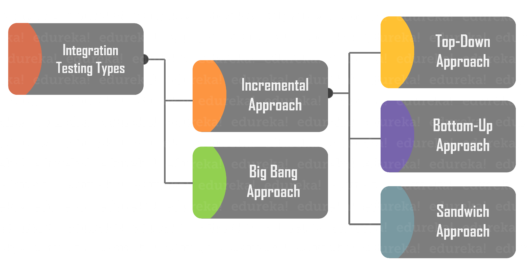 Integration
Testing Types
Incremental
Approach
Big Bang
Approach
Top-Down
Approach
Bottom-Up
Approach
Sandwich
Approach